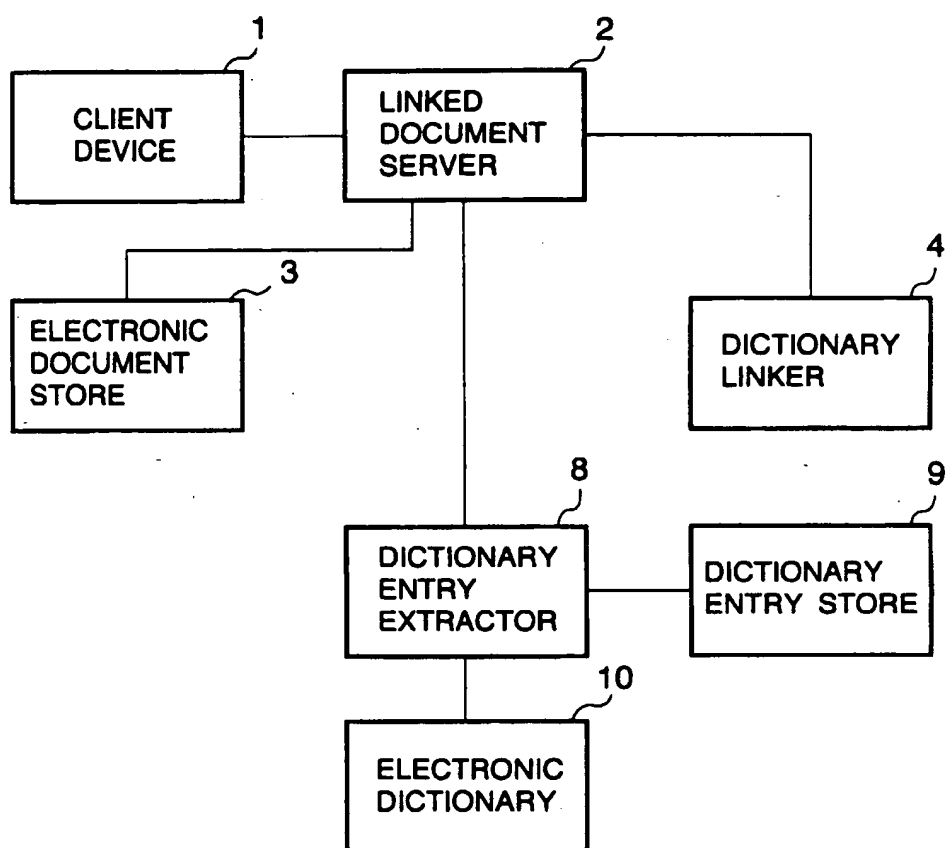 1
CLIENT
DEVICE
2
LINKED
DOCUMENT
SERVER
3
ELECTRONIC
DOCUMENT
STORE
4
DICTIONARY
LINKER
8
DICTIONARY
ENTRY
EXTRACTOR
9
DICTIONARY
ENTRY STORE
10
ELECTRONIC
DICTIONARY